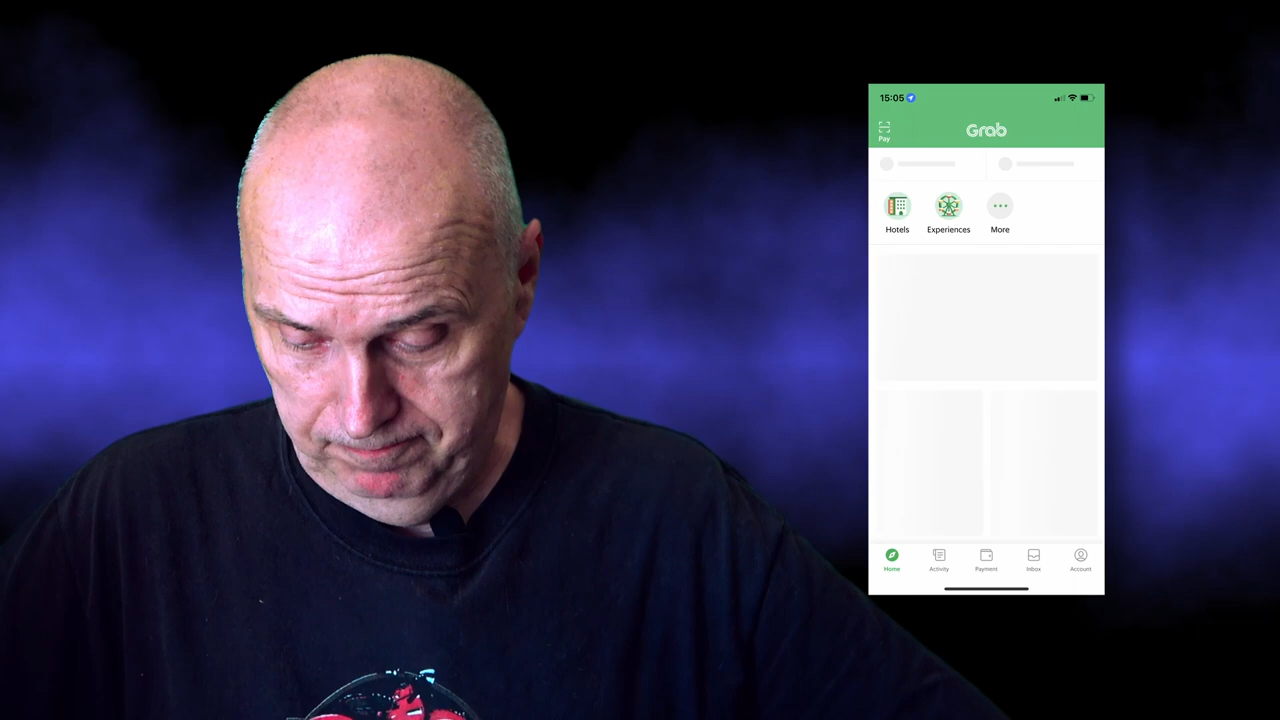 15:05
Pay
Grab
Hotels Experiences More
Home Activity Payment Inbox Account